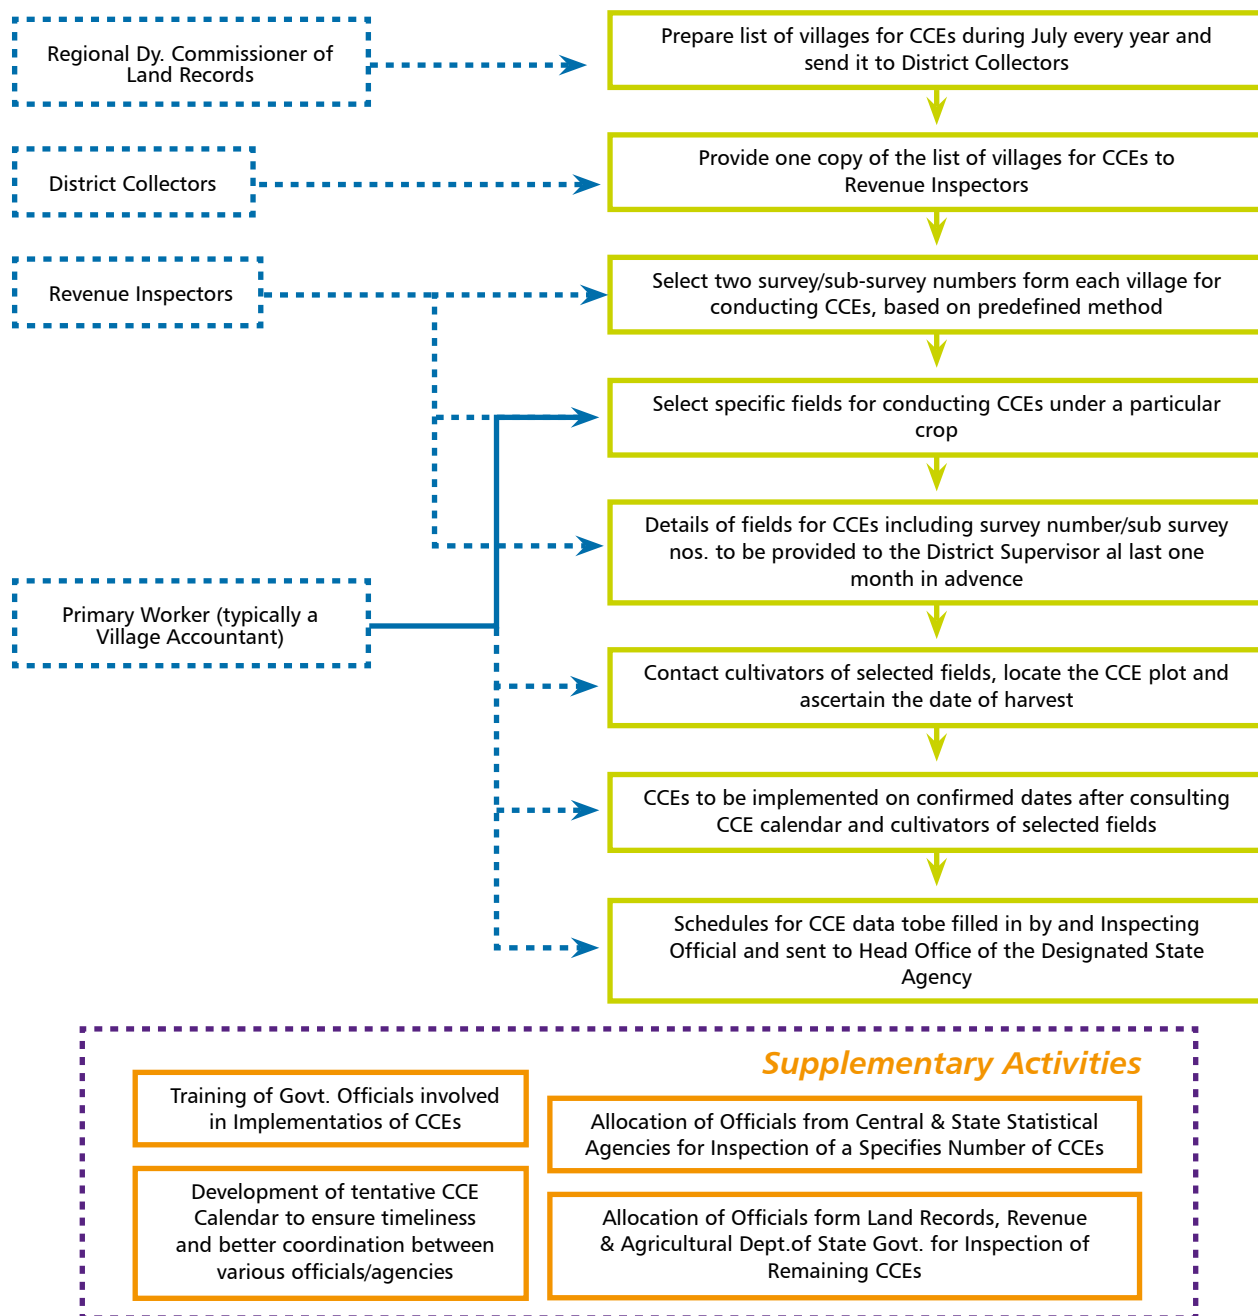 Regional Dy. Commissioner of
Land Records
Prepare list of villages for CCEs during July every year and
send it to District Collectors
District Collectors
Provide one copy of the list of villages for CCEs to
Revenue Inspectors
Revenue Inspectors
Select two survey/sub-survey numbers form each village for
conducting CCEs, based on predefined method
Select specific fields for conducting CCEs under a particular
crop
Details of fields for CCEs including survey number/sub survey
nos. to be provided to the District Supervisor al last one
month in advence
Primary Worker (typically a
Village Accountant)
Contact cultivators of selected fields, locate the CCE plot and
ascertain the date of harvest
CCEs to be implemented on confirmed dates after consulting
CCE calendar and cultivators of selected fields
Schedules for CCE data tobe filled in by and Inspecting
Official and sent to Head Office of the Designated State
Agency
Supplementary Activities
Training of Govt. Officials involved
in Implementatios of CCEs
Allocation of Officials from Central & State Statistical
Agencies for Inspection of a Specifies Number of CCEs
Development of tentative CCE
Calendar to ensure timeliness
and better coordination between
various officials/agencies
Allocation of Officials form Land Records, Revenue
& Agricultural Dept.of State Govt. for Inspection of
Remaining CCEs